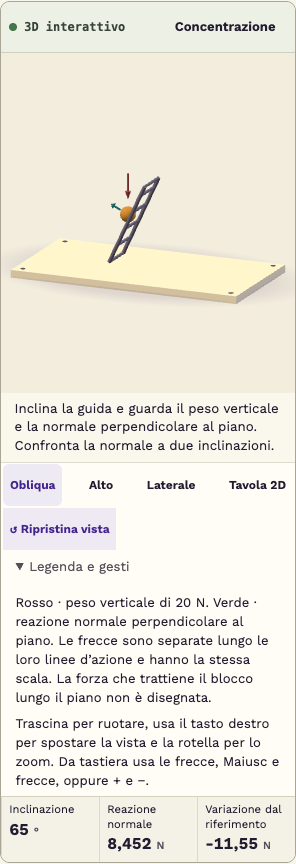 3D interattivo
Concentrazione
Inclina la guida e guarda il peso verticale
e la normale perpendicolare al piano.
Confronta la normale a due inclinazioni.
Obliqua Alto Laterale Tavola 2D
↺ Ripristina vista
▼ Legenda e gesti
Rosso · peso verticale di 20 N. Verde ·
reazione normale perpendicolare al
piano. Le frecce sono separate lungo le
loro linee d’azione e hanno la stessa
scala. La forza che trattiene il blocco
lungo il piano non è disegnata.
Trascina per ruotare, usa il tasto destro
per spostare la vista e la rotella per lo
zoom. Da tastiera usa le frecce, Maiusc e
frecce, oppure + e −.
Inclinazione
65 °
Reazione
normale
8,452 N
Variazione dal
riferimento
-11,55 N